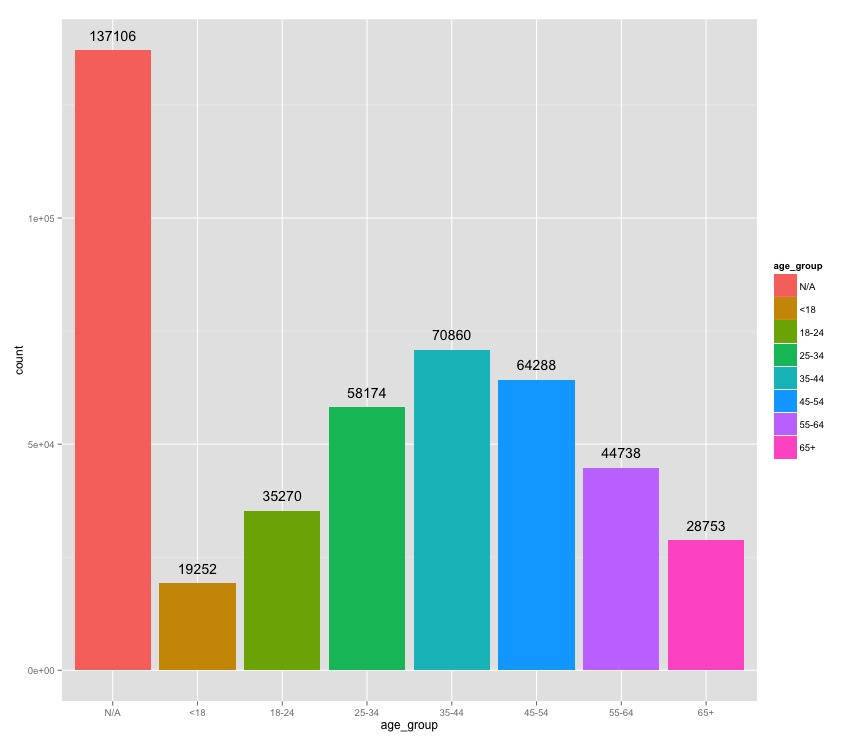 137106
70860
64288
58174
44738
35270
28753
19252
1e+05
5e+04
0e+00
count
N/A
<18
18-24
25-34
35-44
45-54
55-64
65+
age_group
age_group
N/A
<18
18-24
25-34
35-44
45-54
55-64
65+